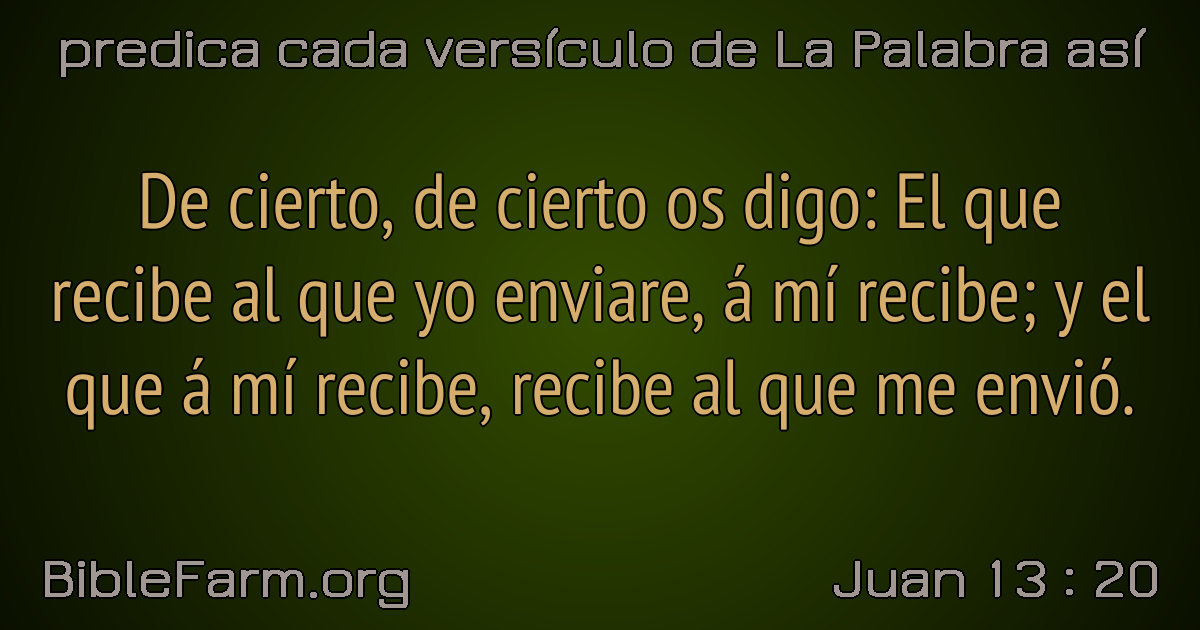 predica cada versículo de La Palabra así
De cierto, de cierto os digo: El que
recibe al que yo enviare, á mí recibe; y el
que á mí recibe, recibe al que me envió.
BibleFarm.org
Juan 13 : 20